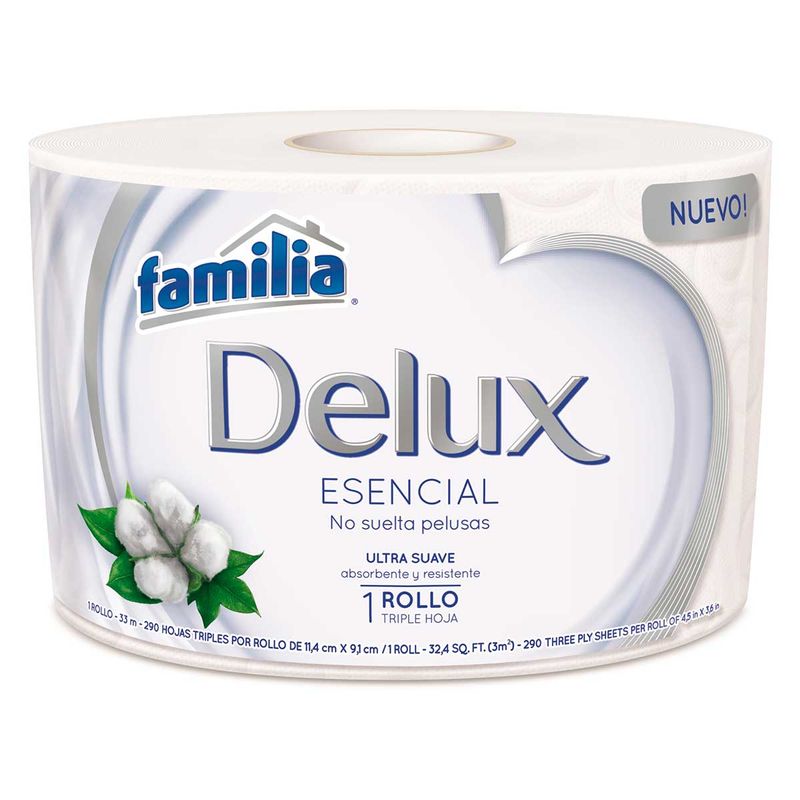 NUEVO!
familia®
Delux
ESENCIAL
No suelta pelusas
ULTRA SUAVE
absorbente y resistente
1 ROLLO
TRIPLE HOJA
1 ROLLO - 33 m - 290 HOJAS TRIPLES POR ROLLO DE 11,4 cm X 9,1 cm / 1 ROLL - 32,4 SQ. FT. (3m²) - 290 THREE PLY SHEETS PER ROLL OF 4,5 in X 3,6 in